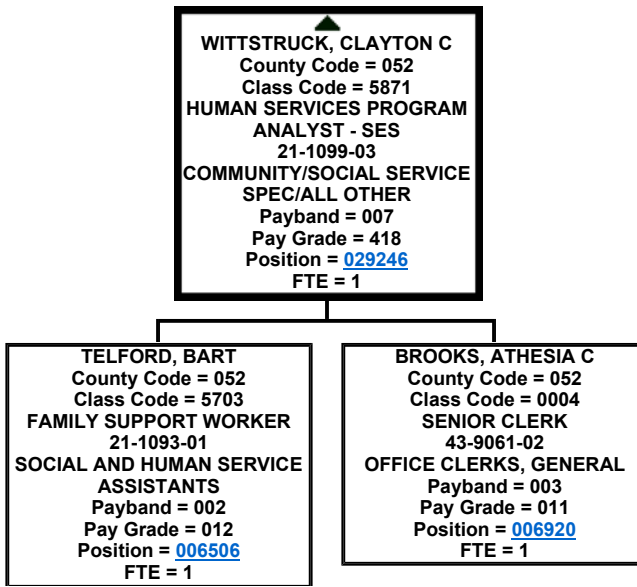 WITTSTRUCK, CLAYTON C
County Code = 052
Class Code = 5871
HUMAN SERVICES PROGRAM
ANALYST - SES
21-1099-03
COMMUNITY/SOCIAL SERVICE
SPEC/ALL OTHER
Payband = 007
Pay Grade = 418
Position = 029246
FTE = 1
TELFORD, BART
County Code = 052
Class Code = 5703
FAMILY SUPPORT WORKER
21-1093-01
SOCIAL AND HUMAN SERVICE
ASSISTANTS
Payband = 002
Pay Grade = 012
Position = 006506
FTE = 1
BROOKS, ATHESIA C
County Code = 052
Class Code = 0004
SENIOR CLERK
43-9061-02
OFFICE CLERKS, GENERAL
Payband = 003
Pay Grade = 011
Position = 006920
FTE = 1